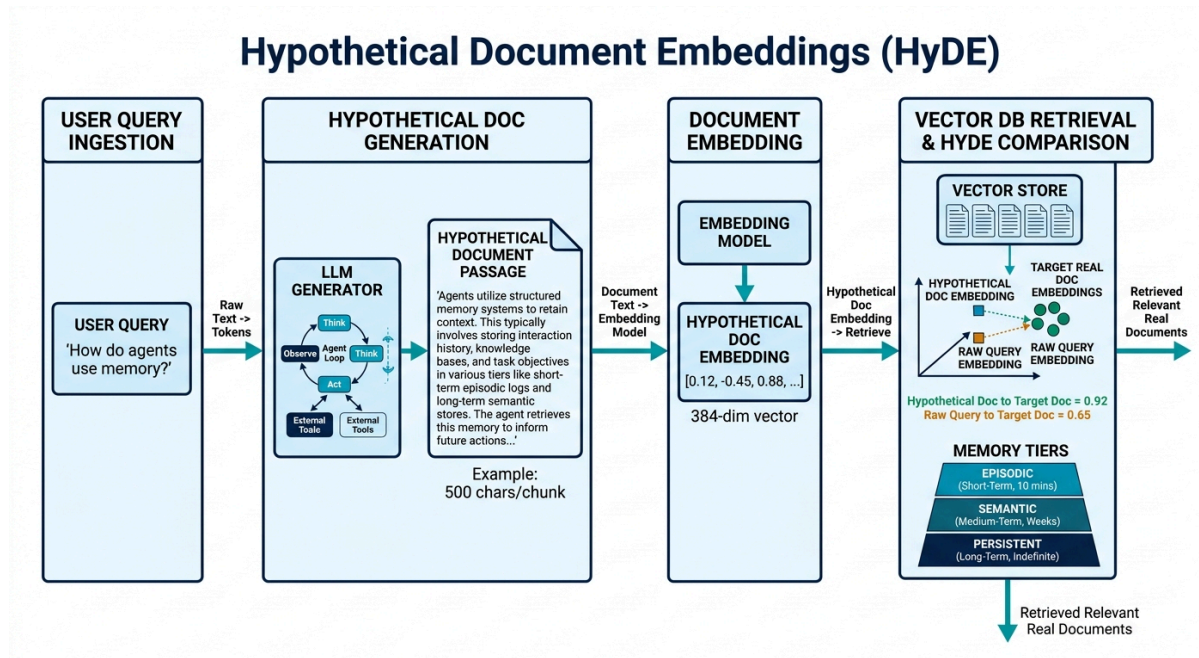 Hypothetical Document Embeddings (HyDE)
USER QUERY
INGESTION
USER QUERY
'How do agents
use memory?'
Raw
Text ->
Tokens
HYPOTHETICAL DOC
GENERATION
LLM
GENERATOR
Think
Observe
Agent
Loop
Think
Act
External
Toale
External
Tools
HYPOTHETICAL
DOCUMENT
PASSAGE
'Agents utilize structured
memory systems to retain
context. This typically
involves storing interaction
history, knowledge
bases, and task objectives
in various tiers like short-
term episodic logs and
long-term semantic
stores. The agent retrieves
this memory to inform
future actions...'
Example:
500 chars/chunk
Document
Text ->
Embedding
Model
DOCUMENT
EMBEDDING
EMBEDDING
MODEL
HYPOTHETICAL
DOC
EMBEDDING
[0.12, -0.45, 0.88, ...]
384-dim vector
Hypothetical
Doc
Embedding
-> Retrieve
VECTOR DB RETRIEVAL
& HYDE COMPARISON
VECTOR STORE
HYPOTHETICAL
DOC EMBEDDING
TARGET REAL
DOC
EMBEDDINGS
RAW QUERY
EMBEDDING
RAW QUERY
EMBEDDING
Hypothetical Doc to Target Doc = 0.92
Raw Query to Target Doc = 0.65
MEMORY TIERS
EPISODIC
(Short-Term, 10 mins)
SEMANTIC
(Medium-Term, Weeks)
PERSISTENT
(Long-Term, Indefinite)
Retrieved
Relevant
Real
Documents
Retrieved Relevant
Real Documents